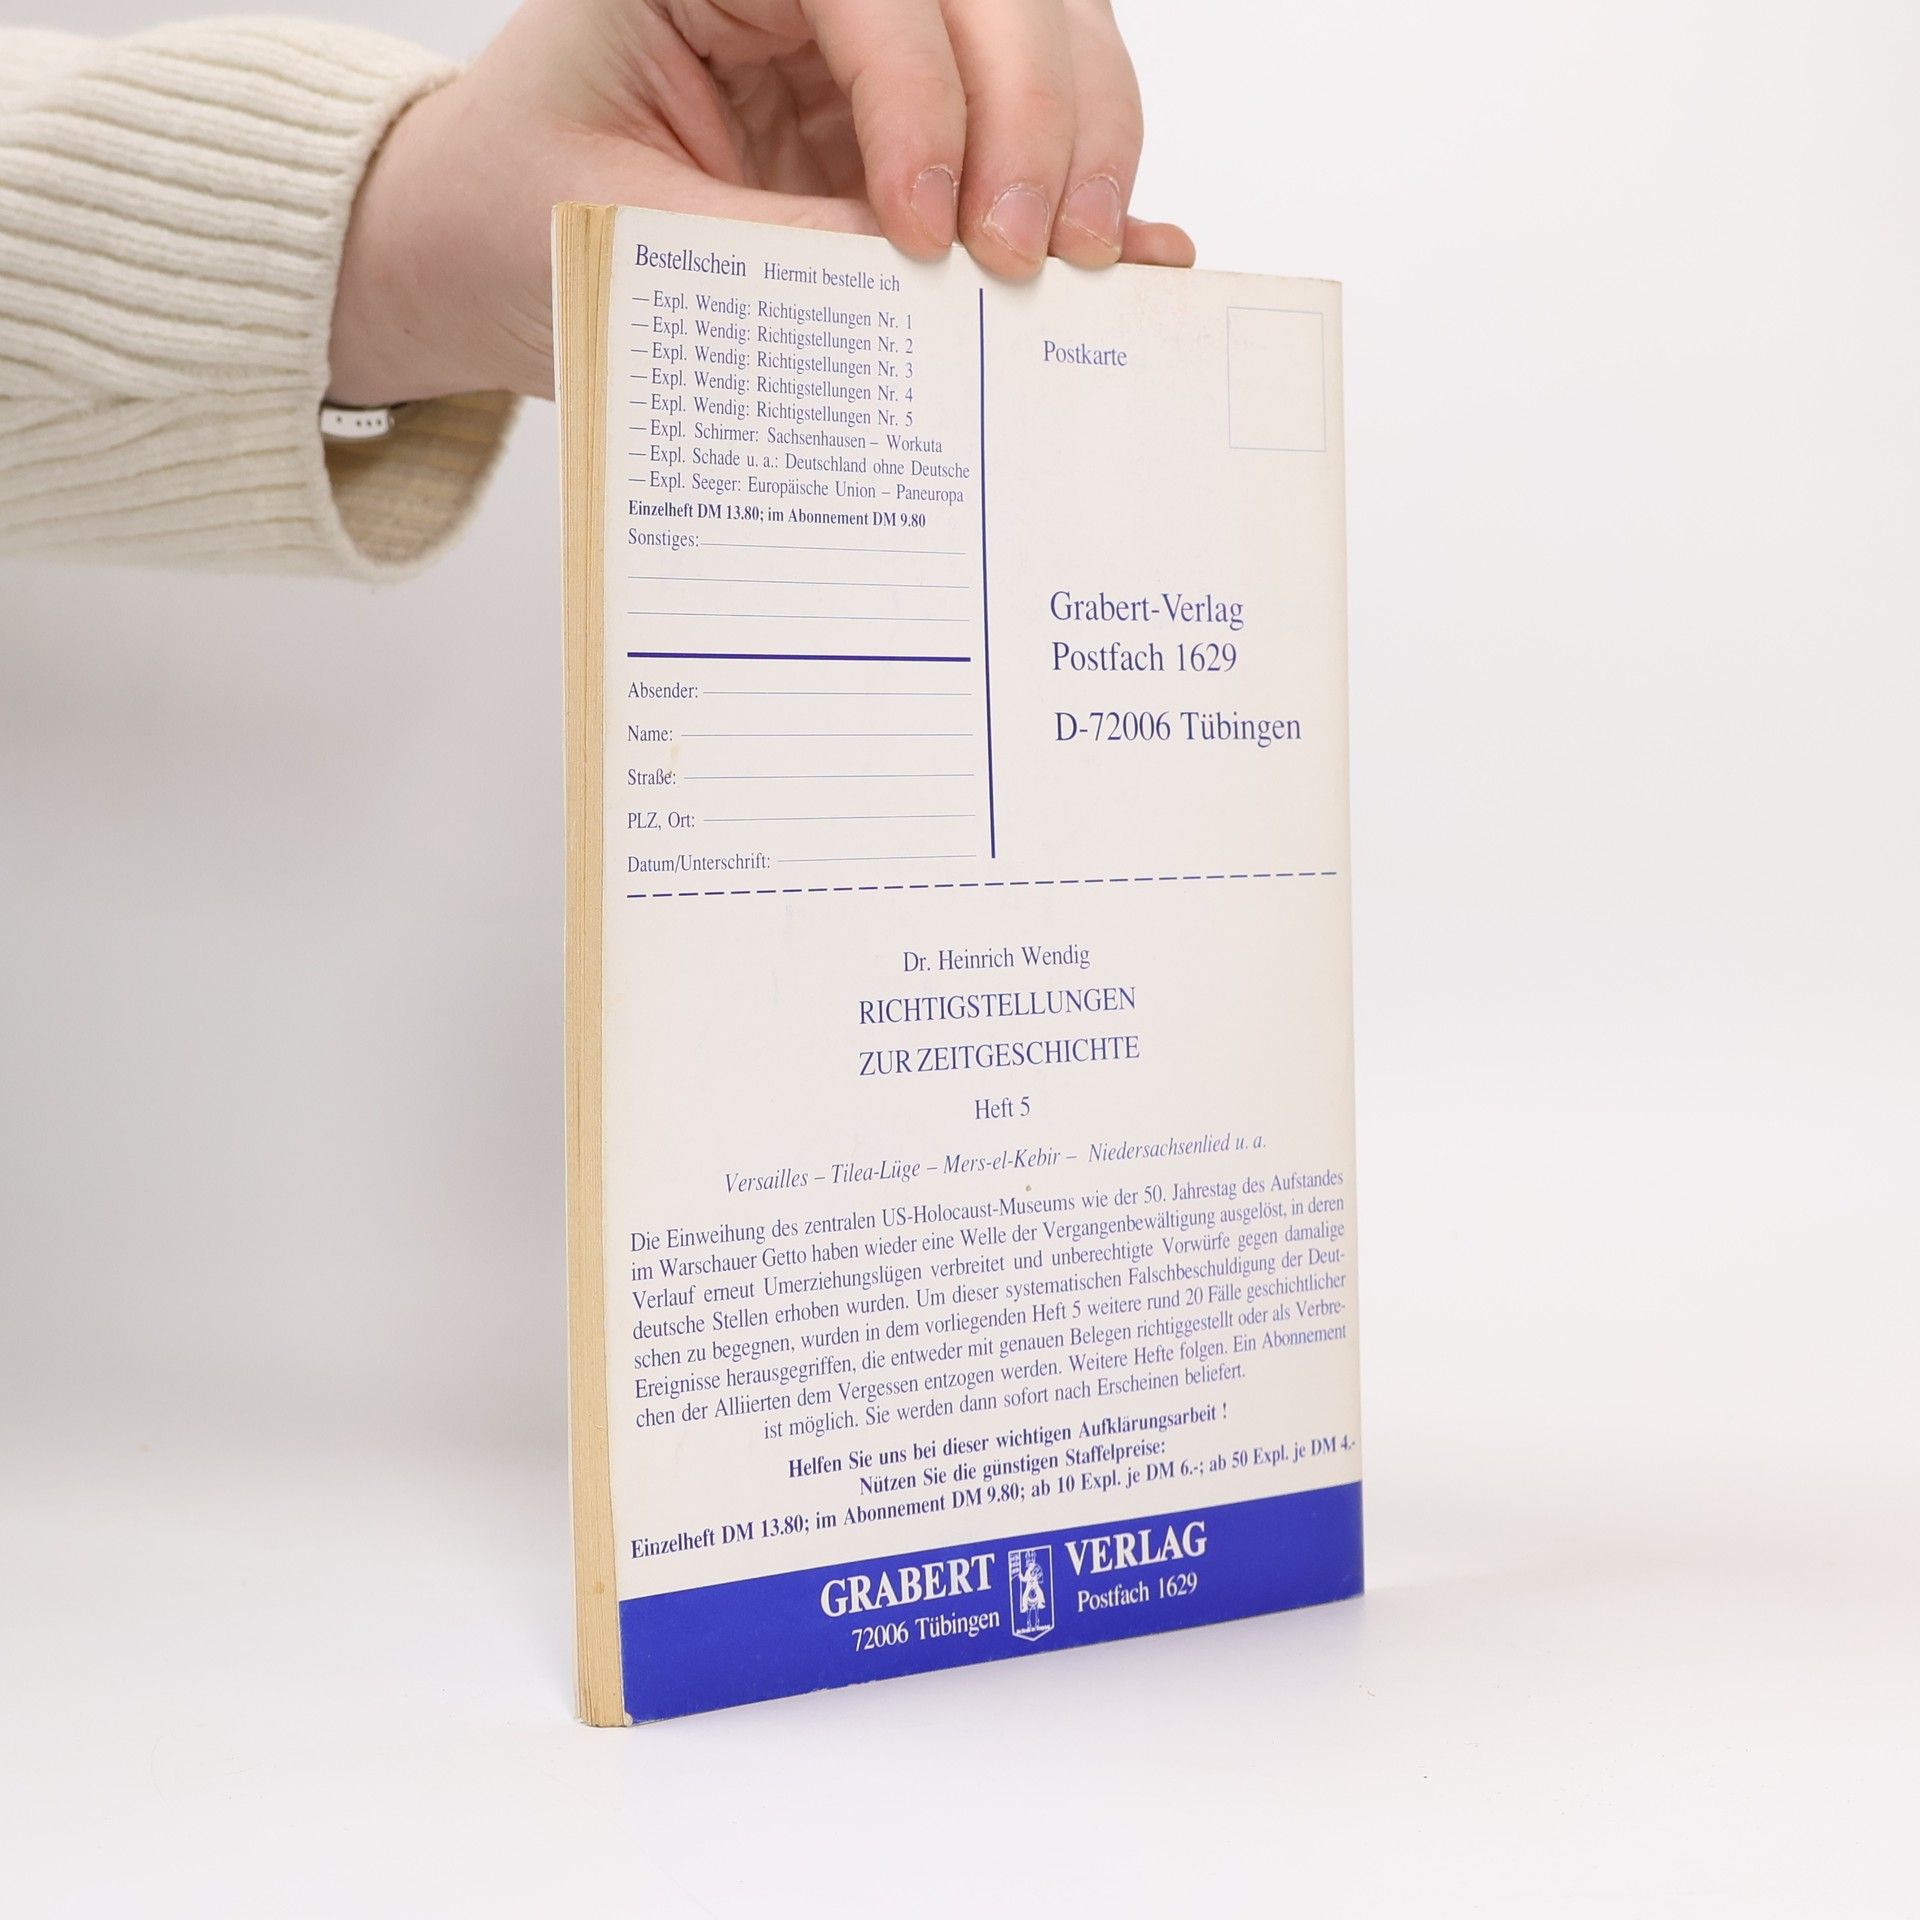 Bestellschein Hiermit bestelle ich
— Expl. Wendig: Richtigstellungen Nr. 1
— Expl. Wendig: Richtigstellungen Nr. 2
— Expl. Wendig: Richtigstellungen Nr. 3
— Expl. Wendig: Richtigstellungen Nr. 4
— Expl. Wendig: Richtigstellungen Nr. 5
— Expl. Schirmer: Sachsenhausen – Workuta
— Expl. Schade u. a.: Deutschland ohne Deutsche
— Expl. Seeger: Europäische Union – Paneuropa
Einzelheft DM 13.80; im Abonnement DM 9.80
Sonstiges:
Absender:
Name:
Straße:
PLZ, Ort:
Datum/Unterschrift:
Postkarte
Grabert-Verlag
Postfach 1629
D-72006 Tübingen
Dr. Heinrich Wendig
RICHTIGSTELLUNGEN
ZUR ZEITGESCHICHTE
Heft 5
Versailles – Tilea-Lüge – Mers-el-Kebir – Niedersachsenlied u. a.
Die Einweihung des zentralen US-Holocaust-Museums wie der 50. Jahrestag des Aufstandes
im Warschauer Getto haben wieder eine Welle der Vergangenbewältigung ausgelöst, in deren
Verlauf erneut Umerziehungslügen verbreitet und unberechtigte Vorwürfe gegen damalige
deutsche Stellen erhoben wurden. Um dieser systematischen Falschbeschuldigung der Deut-
schen zu begegnen, wurden in dem vorliegenden Heft 5 weitere rund 20 Fälle geschichtlicher
Ereignisse herausgegriffen, die entweder mit genauen Belegen richtiggestellt oder als Verbre-
chen der Alliierten dem Vergessen entzogen werden. Weitere Hefte folgen. Ein Abonnement
ist möglich. Sie werden dann sofort nach Erscheinen beliefert.
Helfen Sie uns bei dieser wichtigen Aufklärungsarbeit !
Nützen Sie die günstigen Staffelpreise:
Einzelheft DM 13.80; im Abonnement DM 9.80; ab 10 Expl. je DM 6.-; ab 50 Expl. je DM 4.-
GRABERT VERLAG
72006 Tübingen Postfach 1629